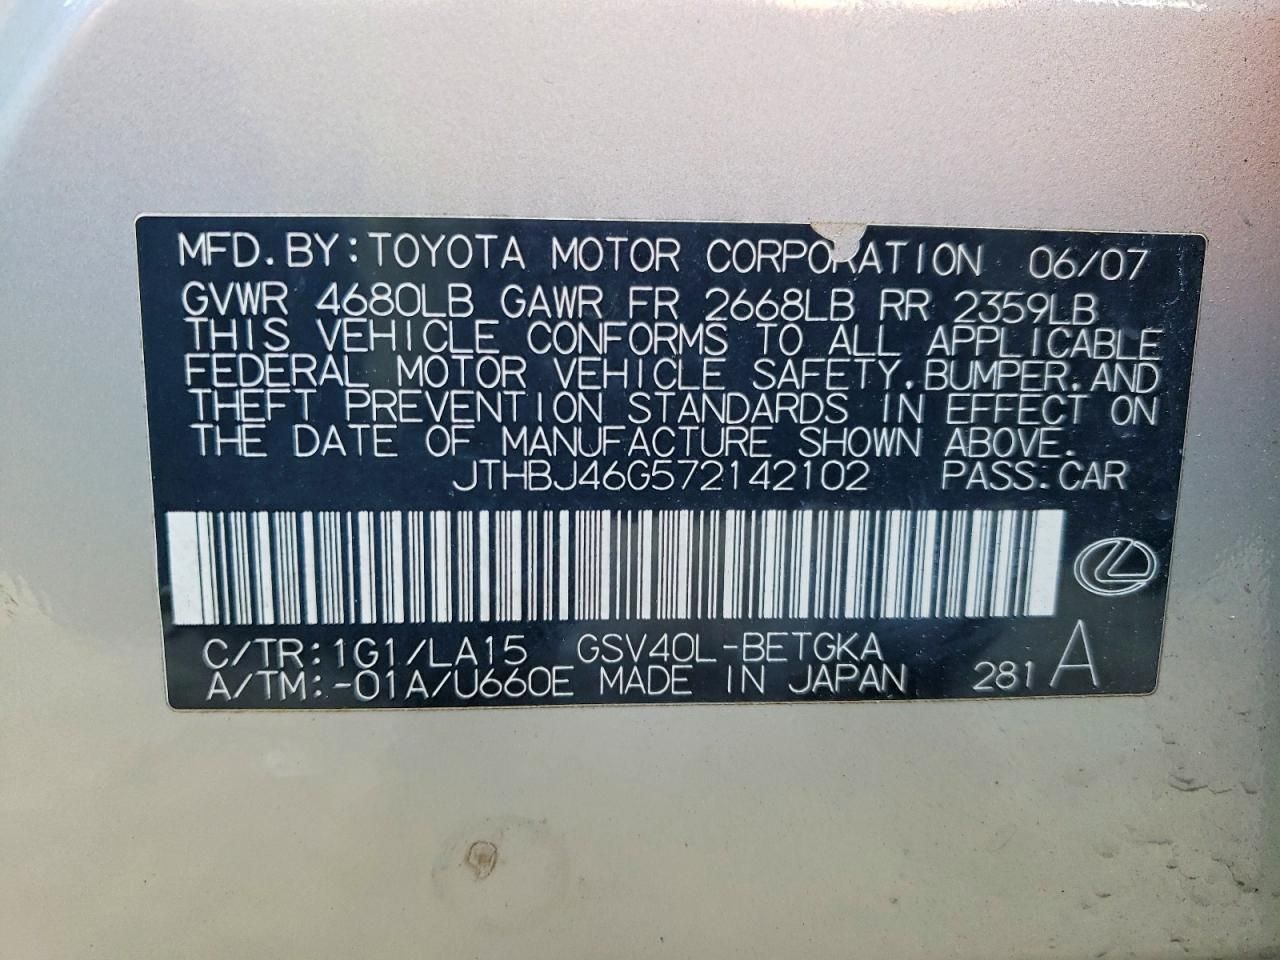 MFD. BY: TOYOTA MOTOR CORPORATION 06/07
GVWR 4680LB GAWR FR 2668LB RR 2359LB
THIS VEHICLE CONFORMS TO ALL APPLICABLE
FEDERAL MOTOR VEHICLE SAFETY, BUMPER, AND
THEFT PREVENTION STANDARDS IN EFFECT ON
THE DATE OF MANUFACTURE SHOWN ABOVE.
JTHBJ46G572142102 PASS. CAR
C/TR: 1G1/LA15 GSV40L-BETGKA
A/TM: -01A/U660E MADE IN JAPAN 281 A